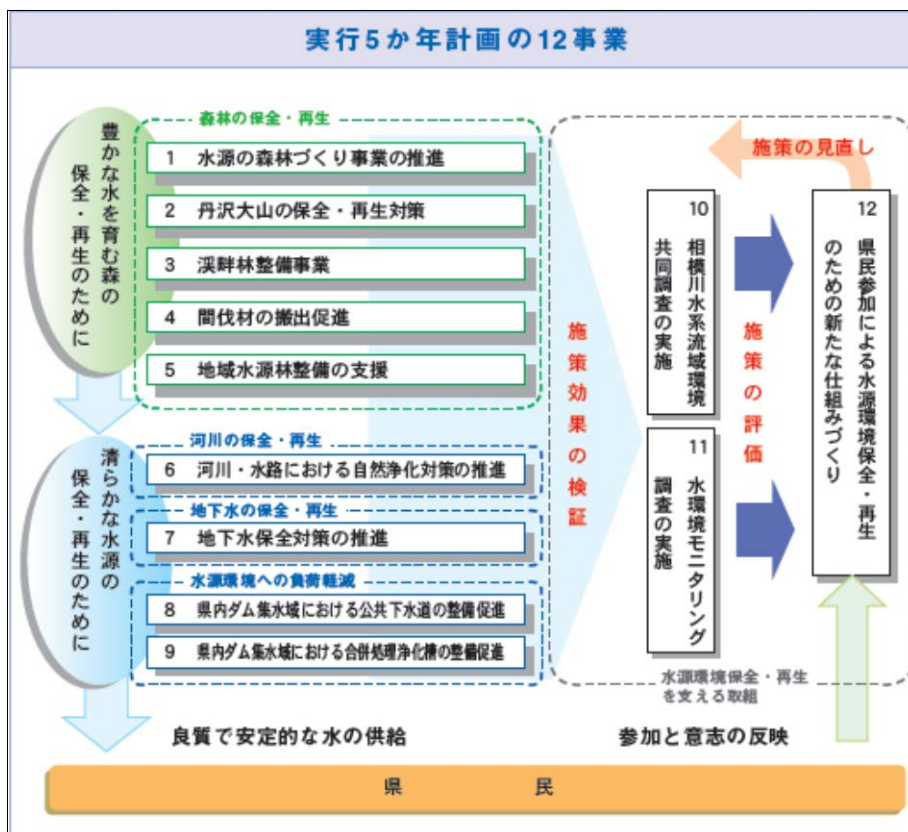 実行5か年計画の12事業
豊かな水を育む森の
保全・再生のために
森林の保全・再生
1 水源の森林づくり事業の推進
2 丹沢大山の保全・再生対策
3 渓畔林整備事業
4 間伐材の搬出促進
5 地域水源林整備の支援
清らかな水源の
保全・再生のために
河川の保全・再生
6 河川・水路における自然浄化対策の推進
地下水の保全・再生
7 地下水保全対策の推進
水源環境への負荷軽減
8 県内ダム集水域における公共下水道の整備促進
9 県内ダム集水域における合併処理浄化槽の整備促進
施策効果の検証
10 相模川水系流域環境
共同調査の実施
11 水環境モニタリング
調査の実施
施策の評価
施策の見直し
12 県民参加による水源環境保全・再生
のための新たな仕組みづくり
水源環境保全・再生
を支える取組
良質で安定的な水の供給
参加と意志の反映
県 民